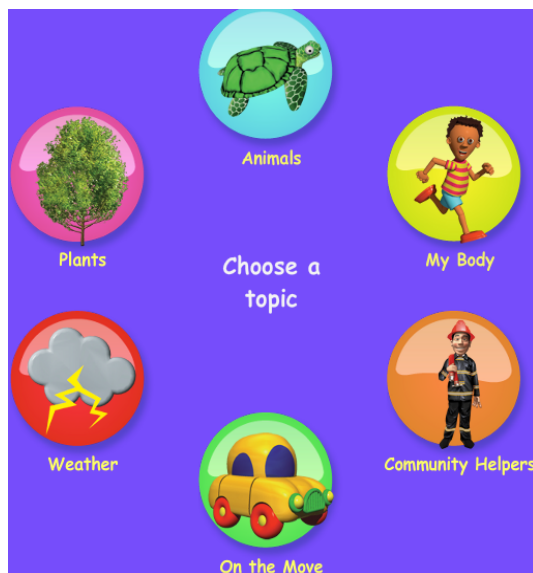 Animals
Plants
My Body
Choose a
topic
Weather
Community Helpers
On the Move